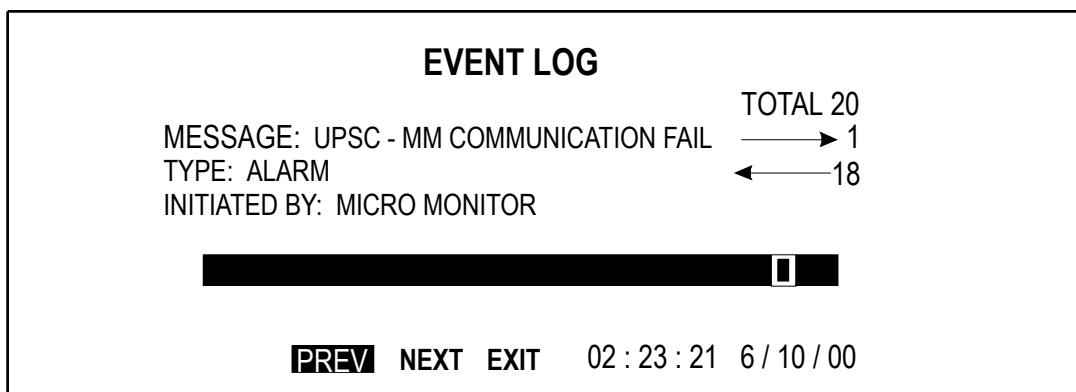 EVENT LOG
TOTAL 20
MESSAGE: UPSC - MM COMMUNICATION FAIL 1
TYPE: ALARM 18
INITIATED BY: MICRO MONITOR
PREV NEXT EXIT 02 : 23 : 21 6 / 10 / 00